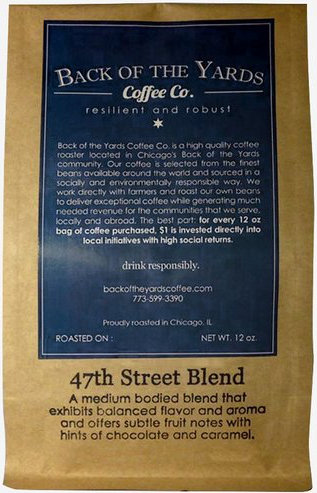 BACK OF THE YARDS
Coffee Co.
resilient and robust
Back of the Yards Coffee Co. is a high quality coffee
roaster located in Chicago's Back of the Yards
community. Our coffee is selected from the finest
beans available around the world and sourced in a
socially and environmentally responsible way. We
work directly with farmers and roast our own beans
to deliver exceptional coffee while generating much
needed revenue for the communities that we serve,
locally and abroad. The best part: for every 12 oz
bag of coffee purchased, $1 is invested directly into
local initiatives with high social returns.
drink responsibly.
backoftheyardscoffee.com
773-599-3390
Proudly roasted in Chicago, IL
ROASTED ON : NET WT. 12 oz.
47th Street Blend
A medium bodied blend that
exhibits balanced flavor and aroma
and offers subtle fruit notes with
hints of chocolate and caramel.